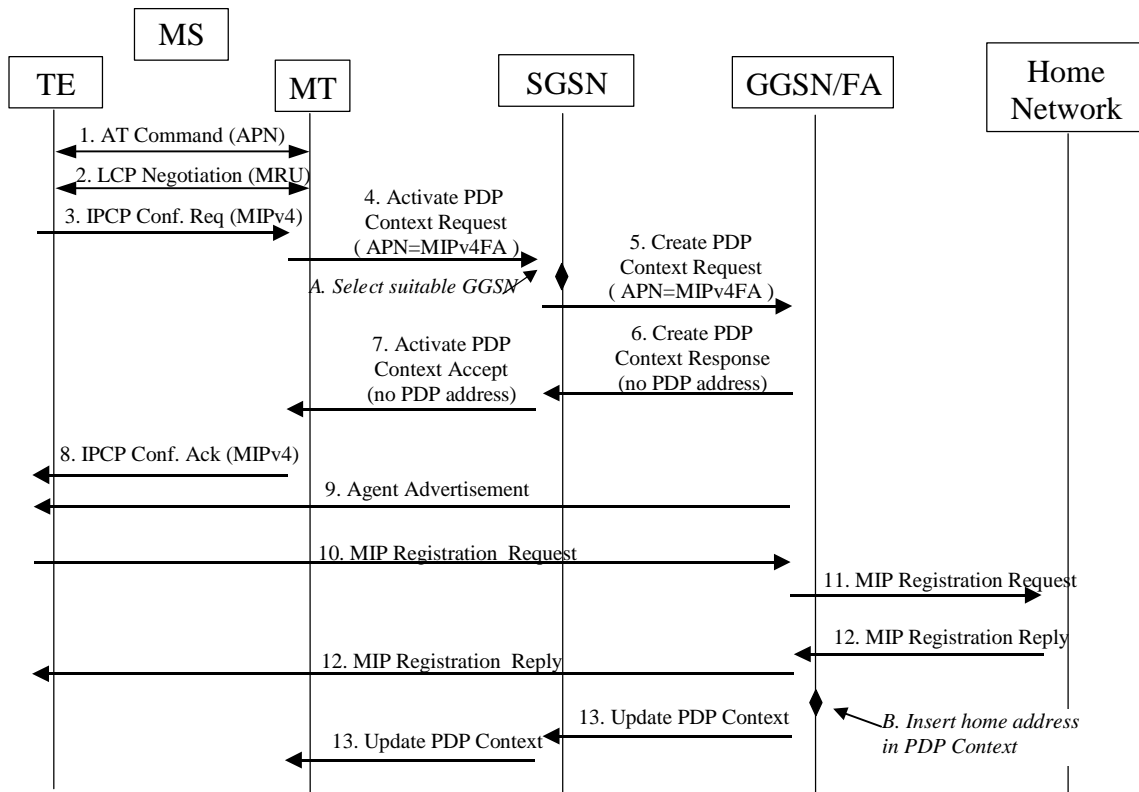 MS
TE
MT
SGSN
GGSN/FA
Home
Network
1. AT Command (APN)
2. LCP Negotiation (MRU)
3. IPCP Conf. Req (MIPv4)
4. Activate PDP
Context Request
( APN=MIPv4FA )
A. Select suitable GGSN
5. Create PDP
Context Request
( APN=MIPv4FA )
6. Create PDP
Context Response
(no PDP address)
7. Activate PDP
Context Accept
(no PDP address)
8. IPCP Conf. Ack (MIPv4)
9. Agent Advertisement
10. MIP Registration Request
11. MIP Registration Request
12. MIP Registration Reply
12. MIP Registration Reply
13. Update PDP Context
B. Insert home address
in PDP Context
13. Update PDP Context